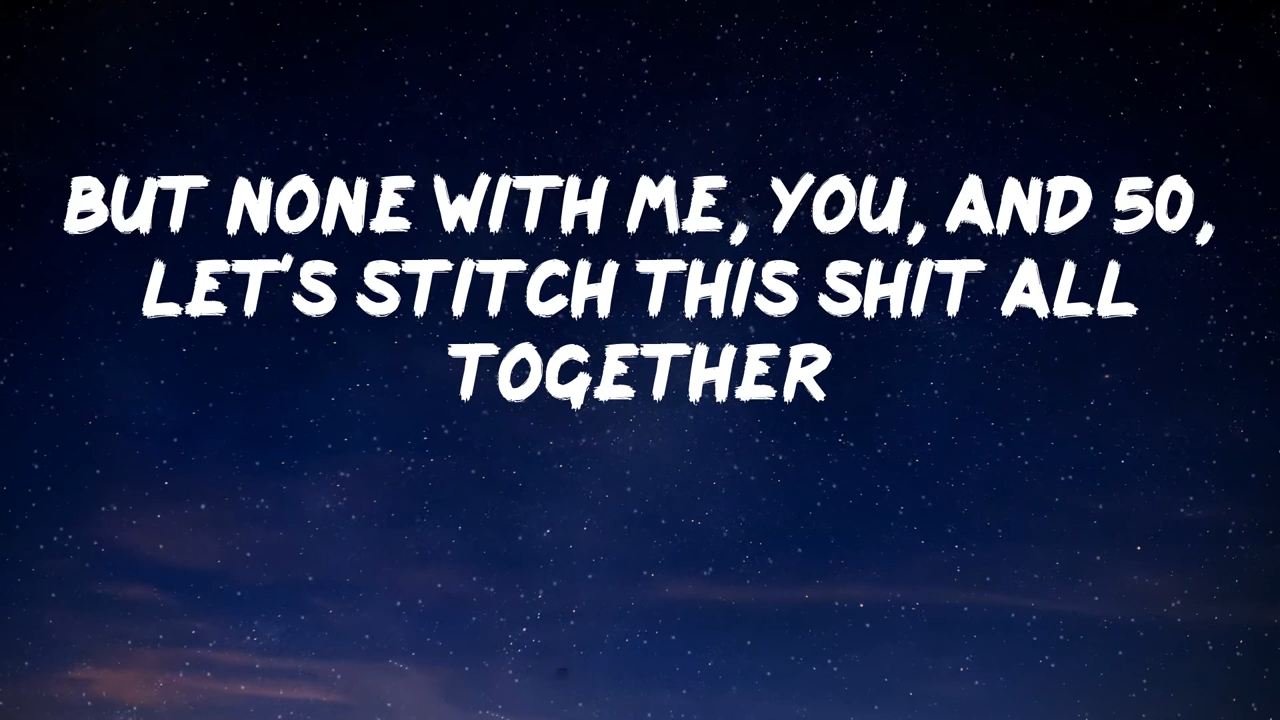 BUT NONE WITH ME, YOU, AND 50,
LET'S STITCH THIS SHIT ALL
TOGETHER